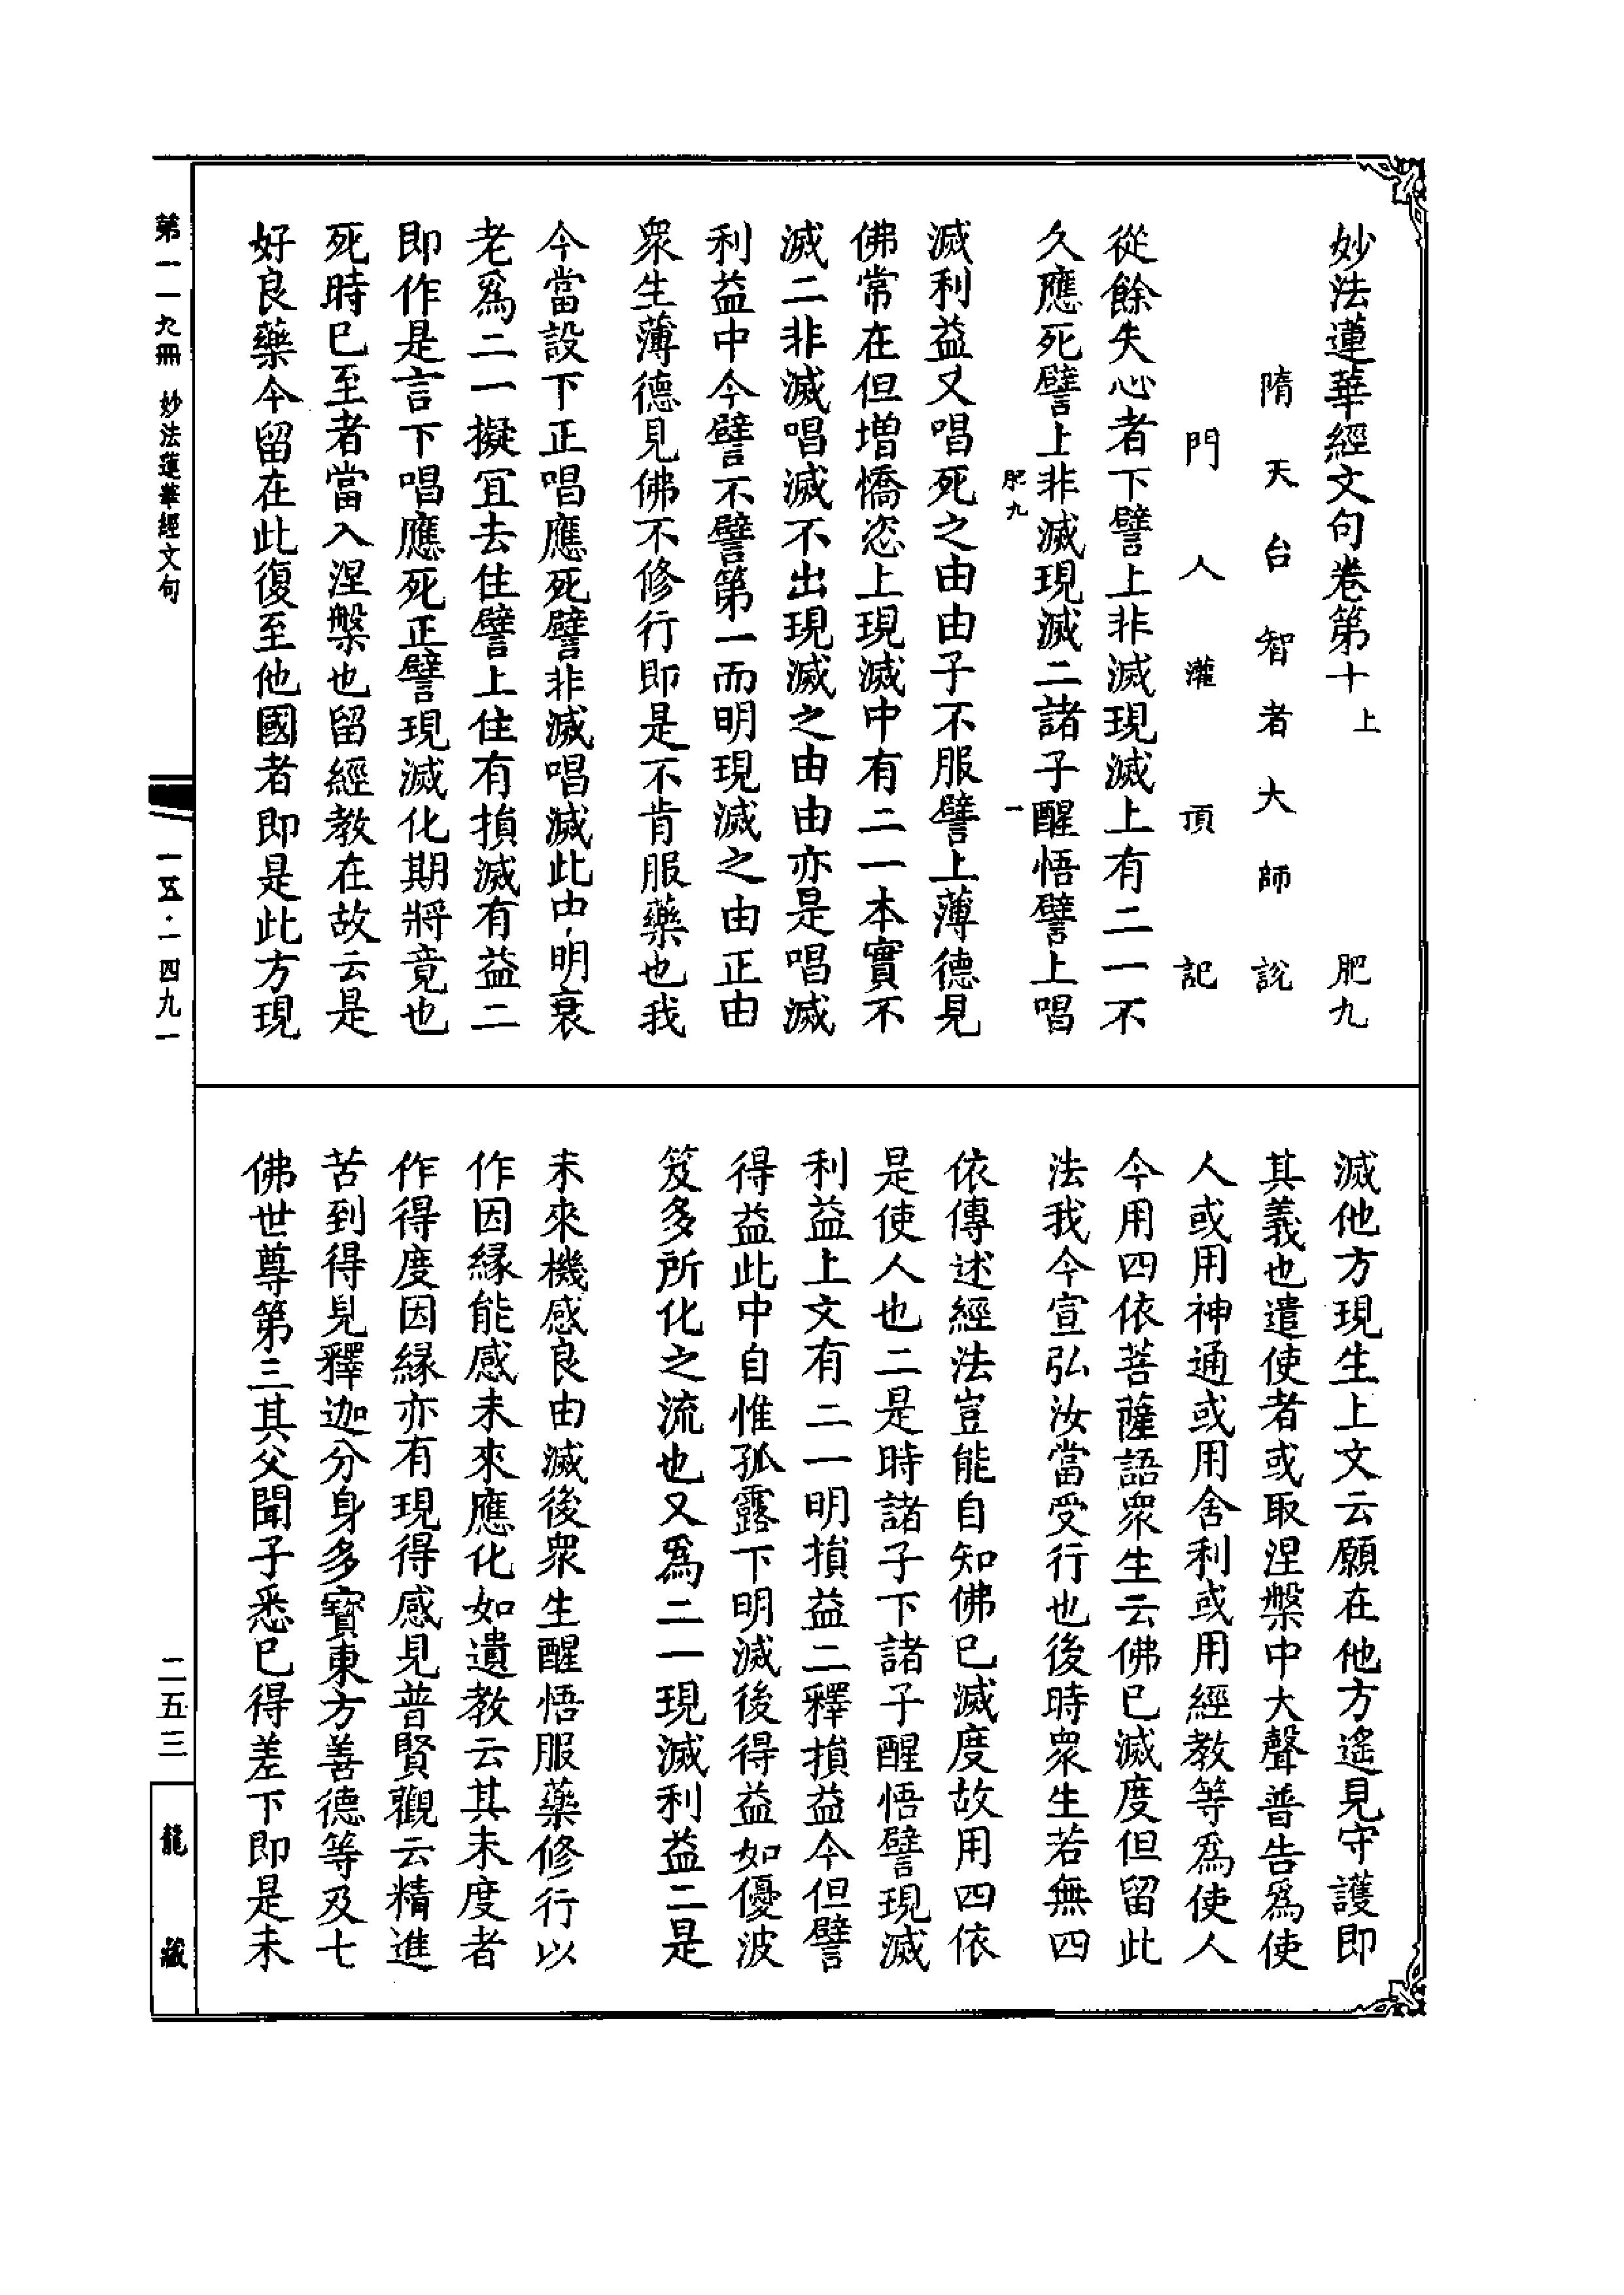 妙法蓮華經文句卷第十上 肥九
隋天台智者大師說
門人灌頂記
從餘失心者下譬上非滅現滅上有二一不
久應死譬上非滅現滅二諸子醒悟譬上唱
肥九 一
滅利益又唱死之由由子不服譬上薄德見
佛常在但增憍恣上現滅中有二一本實不
滅二非滅唱滅不出現滅之由由亦是唱滅
利益中今譬不譬第一而明現滅之由正由
衆生薄德見佛不修行即是不肯服藥也我
今當設下正唱應死譬非滅唱滅此中明衰
老爲二一擬宜去住譬上住有損滅有益二
即作是言下唱應死正譬現滅化期將竟也
死時已至者當入涅槃也留經教在故云是
好良藥今留在此復至他國者即是此方現
滅他方現生上文云願在他方遙見守護即
其義也遣使者或取涅槃中大聲普告爲使
人或用神通或用舍利或用經教等爲使人
今用四依菩薩語衆生云佛已滅度但留此
法我今宣弘汝當受行也後時衆生若無四
依傳述經法豈能自知佛已滅度故用四依
是使人也二是時諸子下諸子醒悟譬現滅
利益上文有二一明損益二釋損益今但譬
得益此中自惟孤露下明滅後得益如優波
笈多所化之流也又爲二一現滅利益二是
未來機感良由滅後衆生醒悟服藥修行以
作因緣能感未來應化如遺教云其未度者
作得度因緣亦有現得感見普賢觀云精進
苦到得見釋迦分身多寶東方善德等及七
佛世尊第三其父聞子悉已得差下即是未
第一一九冊 妙法蓮華經文句
一五·一四九一
二五三
龍藏